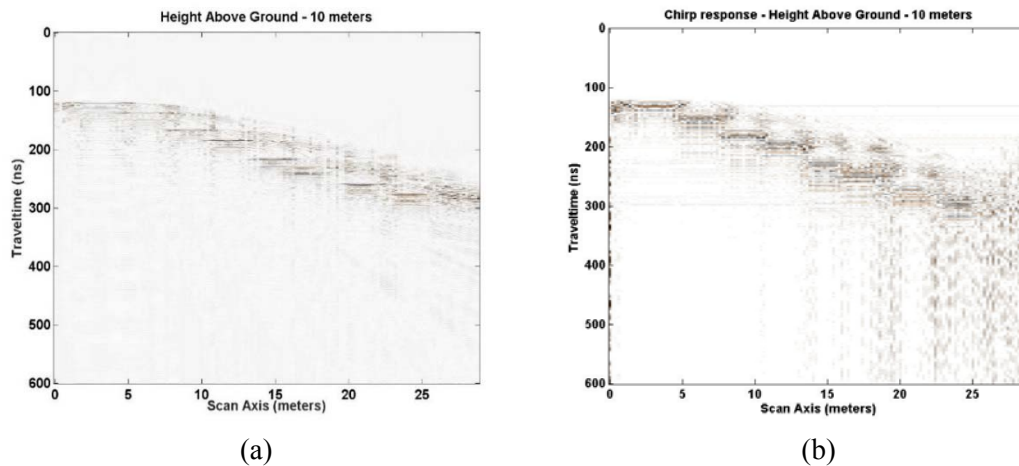 Height Above Ground - 10 meters
0
100
200
300
400
500
600
Traveltime (ns)
0 5 10 15 20 25
Scan Axis (meters)
(a)
Chirp response - Height Above Ground - 10 meters
0
100
200
300
400
500
600
Traveltime (ns)
0 5 10 15 20 25
Scan Axis (meters)
(b)